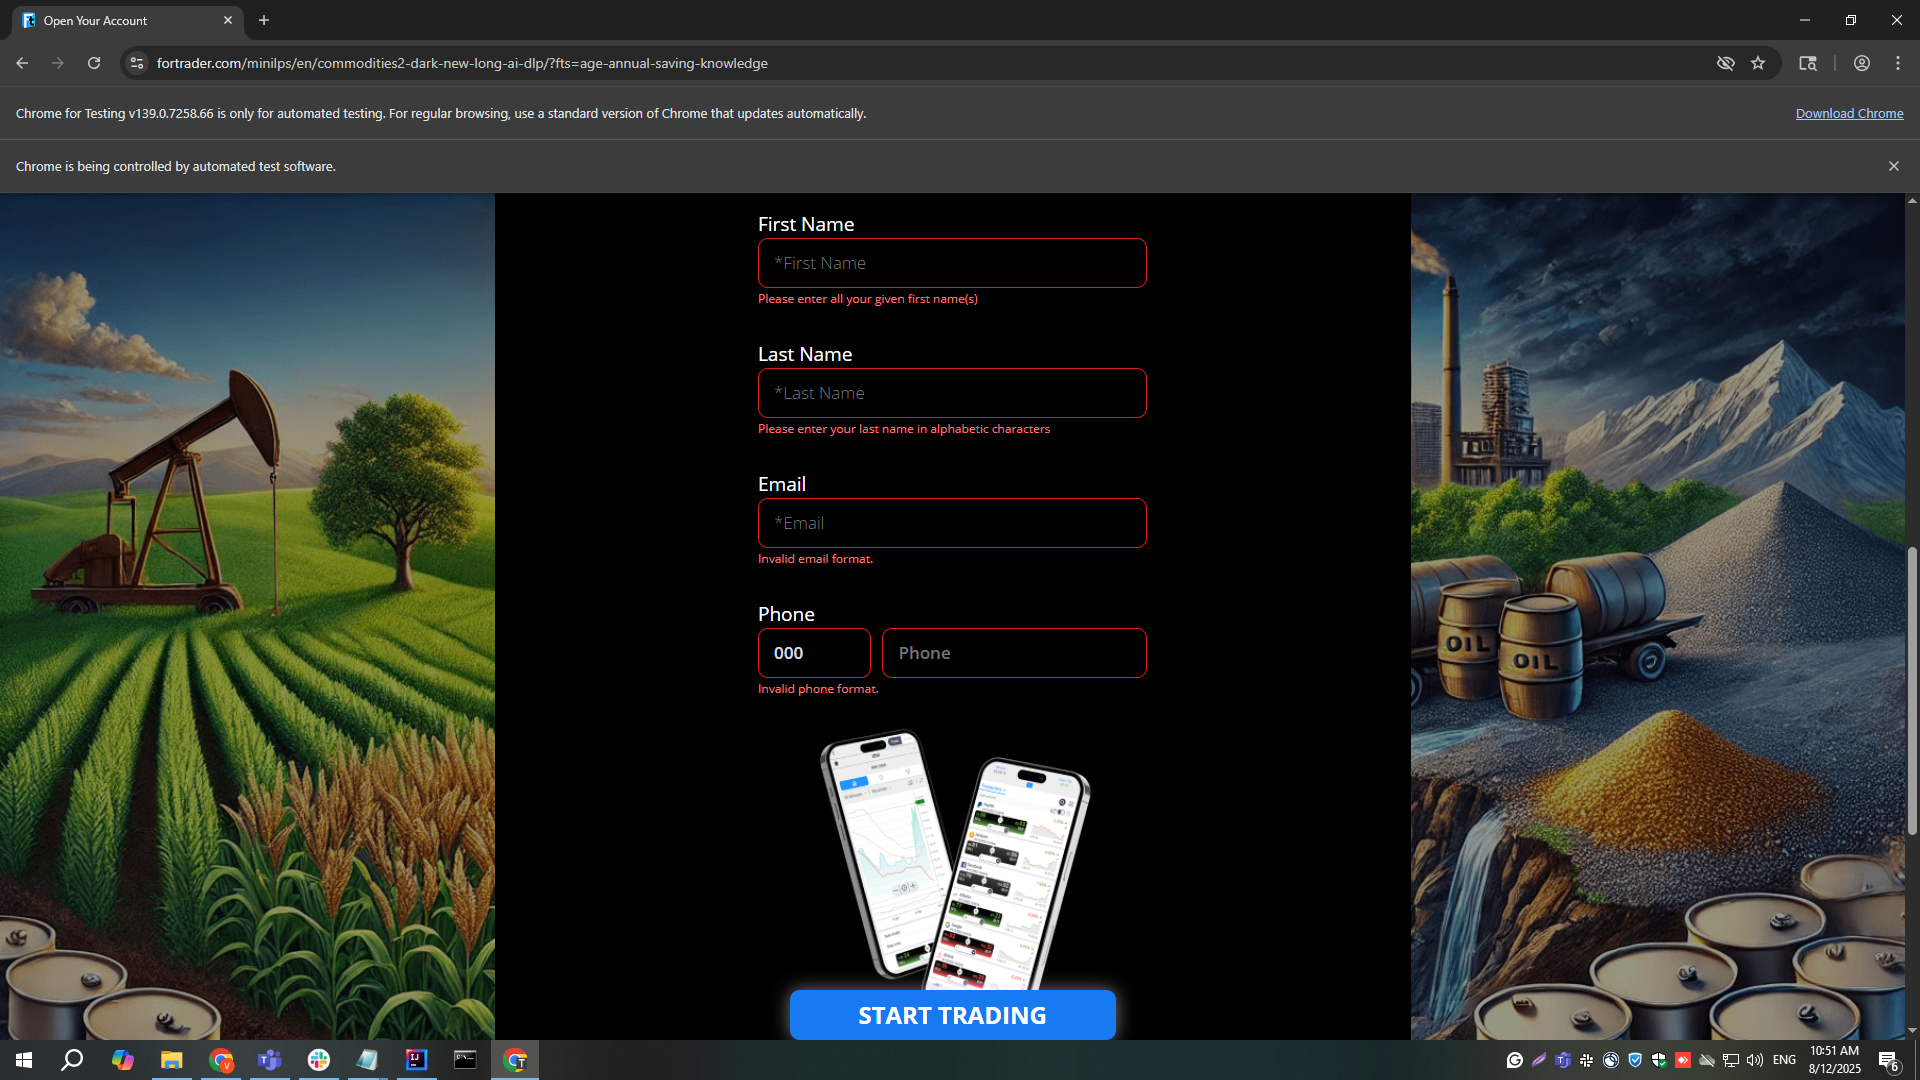 Open Your Account
fortrader.com/minilps/en/commodities2-dark-new-long-ai-dlp/?fts=age-annual-saving-knowledge
Chrome for Testing v139.0.7258.66 is only for automated testing. For regular browsing, use a standard version of Chrome that updates automatically.
Download Chrome
Chrome is being controlled by automated test software.
First Name
*First Name
Please enter all your given first name(s)
Last Name
*Last Name
Please enter your last name in alphabetic characters
Email
*Email
Invalid email format.
Phone
000
Phone
Invalid phone format.
OIL
OIL
START TRADING
ENG
10:51 AM
8/12/2025
6